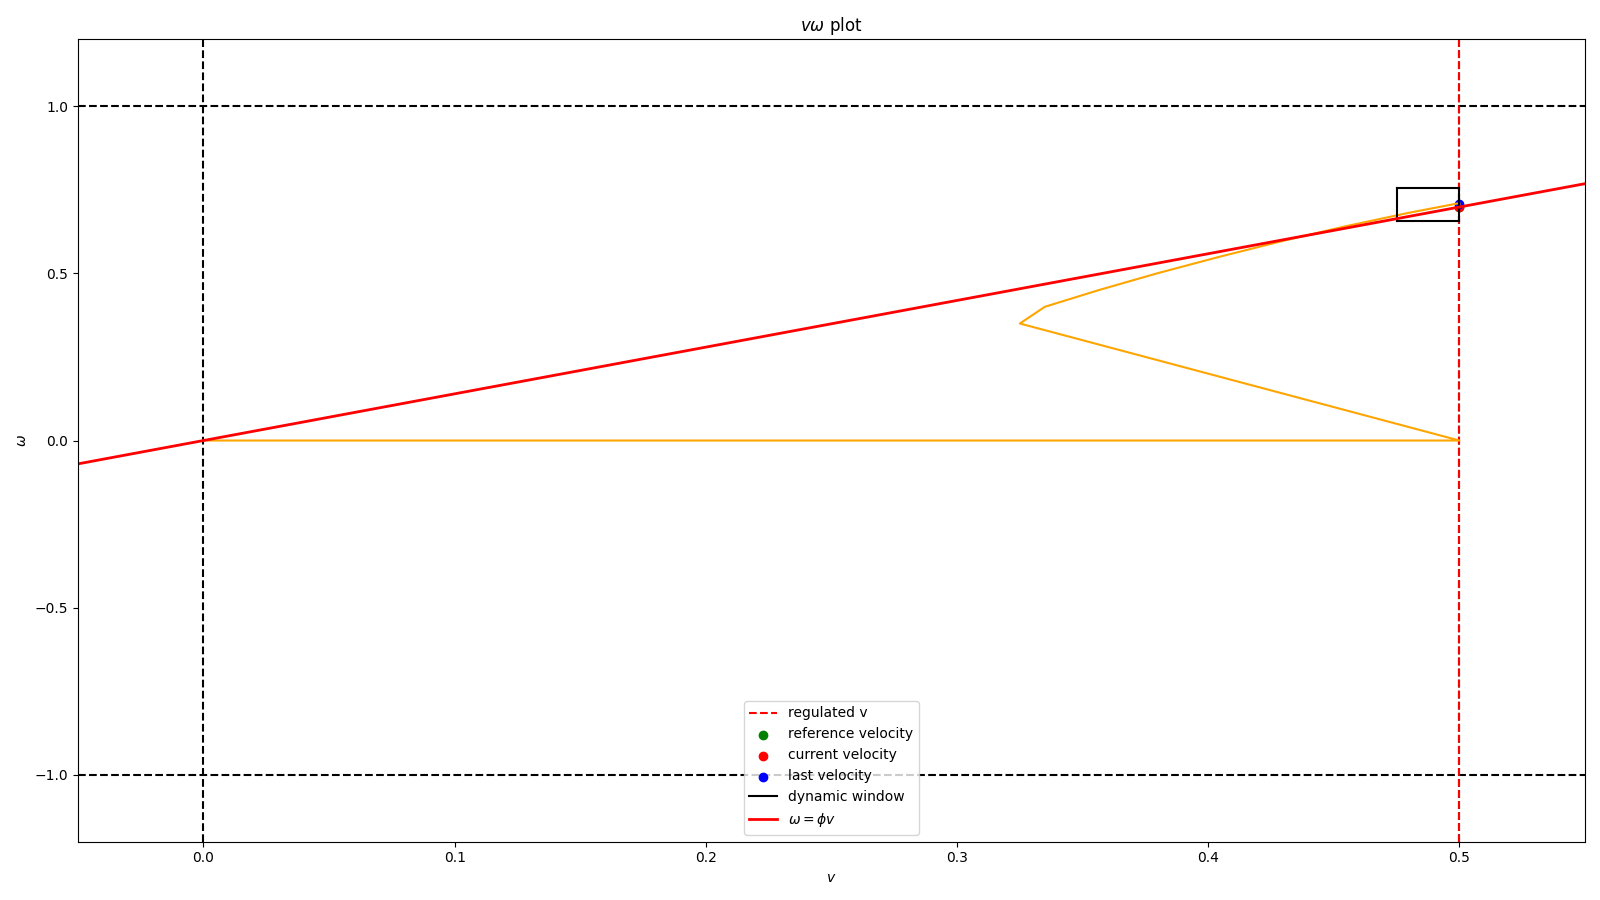 vω plot
1.0
0.5
0.0
−0.5
−1.0
ω
0.0
0.1
0.2
0.3
0.4
0.5
v
regulated v
reference velocity
current velocity
last velocity
dynamic window
ω = ϕv